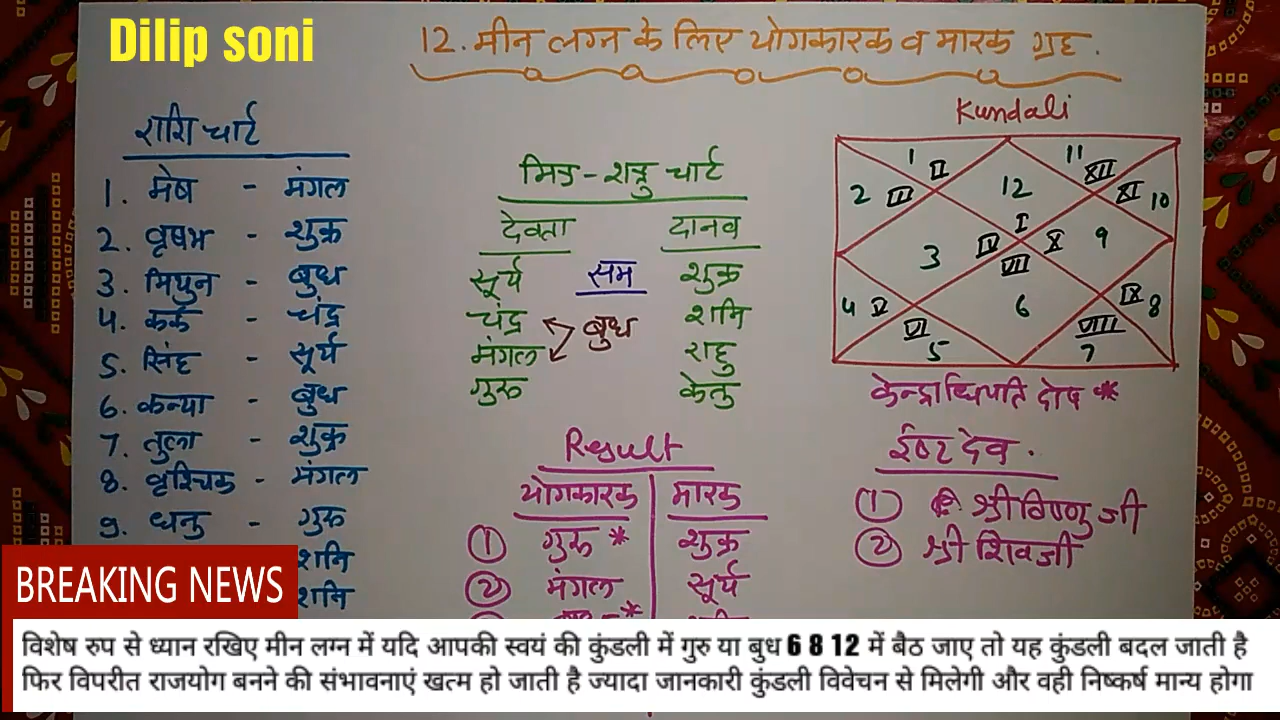 Dilip soni
12. मीन लग्न के लिए योगकारक व मारक ग्रह.
राशि चार्ट
1. मेष - मंगल
2. वृषभ - शुक्र
3. मिथुन - बुध
4. कर्क - चंद्र
5. सिंह - सूर्य
6. कन्या - बुध
7. तुला - शुक्र
8. वृश्चिक - मंगल
9. धनु - गुरु
शनि
शनि
मित्र-शत्रु चार्ट
देवता दानव
सूर्य सम शुक्र
चंद्र बुध शनि
मंगल राहु
गुरु केतु
Result
योगकारक मारक
① गुरु * शुक्र
② मंगल सूर्य
Kundali
1 II 11 XII
2 III 12 XI 10
I
3 IV X 9
VII
4 V 6 IX 8
VI 5 VIII 7
केन्द्राधिपति दोष *
ईष्ट देव.
① श्री विष्णु जी
② श्री शिवजी
BREAKING NEWS
विशेष रुप से ध्यान रखिए मीन लग्न में यदि आपकी स्वयं की कुंडली में गुरु या बुध 6 8 12 में बैठ जाए तो यह कुंडली बदल जाती है
फिर विपरीत राजयोग बनने की संभावनाएं खत्म हो जाती है ज्यादा जानकारी कुंडली विवेचन से मिलेगी और वही निष्कर्ष मान्य होगा